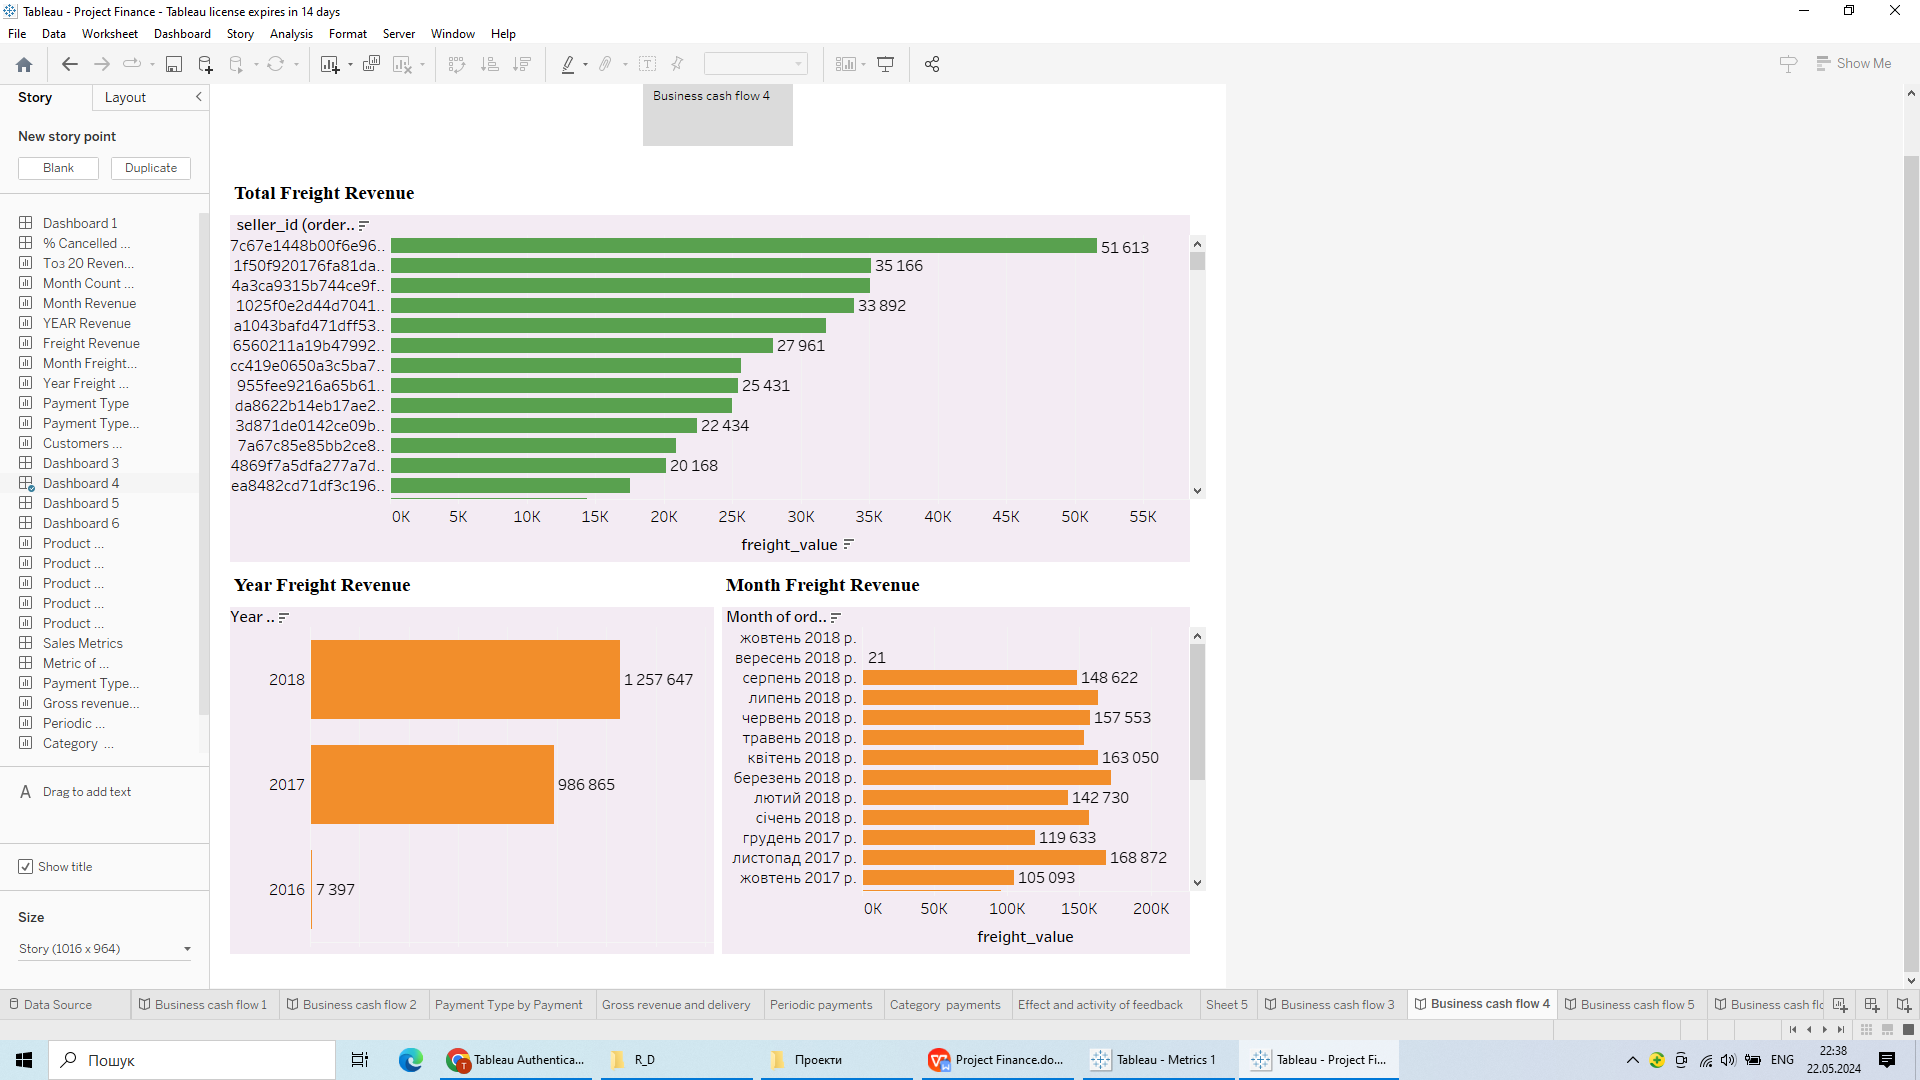 Tableau - Project Finance - Tableau license expires in 14 days
File Data Worksheet Dashboard Story Analysis Format Server Window Help
Show Me
Story Layout
New story point
Blank Duplicate
Dashboard 1
% Cancelled ...
Тоз 20 Reven...
Month Count ...
Month Revenue
YEAR Revenue
Freight Revenue
Month Freight...
Year Freight ...
Payment Type
Payment Type...
Customers ...
Dashboard 3
Dashboard 4
Dashboard 5
Dashboard 6
Product ...
Product ...
Product ...
Product ...
Product ...
Sales Metrics
Metric of ...
Payment Type...
Gross revenue...
Periodic ...
Category ...
A Drag to add text
Show title
Size
Story (1016 x 964)
Business cash flow 4
Total Freight Revenue
seller_id (order..
7c67e1448b00f6e96.. 51 613
1f50f920176fa81da.. 35 166
4a3ca9315b744ce9f..
1025f0e2d44d7041.. 33 892
a1043bafd471dff53..
6560211a19b47992.. 27 961
cc419e0650a3c5ba7..
955fee9216a65b61.. 25 431
da8622b14eb17ae2..
3d871de0142ce09b.. 22 434
7a67c85e85bb2ce8..
4869f7a5dfa277a7d.. 20 168
ea8482cd71df3c196..
0K 5K 10K 15K 20K 25K 30K 35K 40K 45K 50K 55K
freight_value
Year Freight Revenue
Year ..
2018 1 257 647
2017 986 865
2016 7 397
Month Freight Revenue
Month of ord..
жовтень 2018 р.
вересень 2018 р. 21
серпень 2018 р. 148 622
липень 2018 р.
червень 2018 р. 157 553
травень 2018 р.
квітень 2018 р. 163 050
березень 2018 р.
лютий 2018 р. 142 730
січень 2018 р.
грудень 2017 р. 119 633
листопад 2017 р. 168 872
жовтень 2017 р. 105 093
0K 50K 100K 150K 200K
freight_value
Data Source Business cash flow 1 Business cash flow 2 Payment Type by Payment Gross revenue and delivery Periodic payments Category payments Effect and activity of feedback Sheet 5 Business cash flow 3 Business cash flow 4 Business cash flow 5 Business cash flo
Пошук Tableau Authentica... R_D Проекти Project Finance.do... Tableau - Metrics 1 Tableau - Project Fi... ENG 22:38
22.05.2024